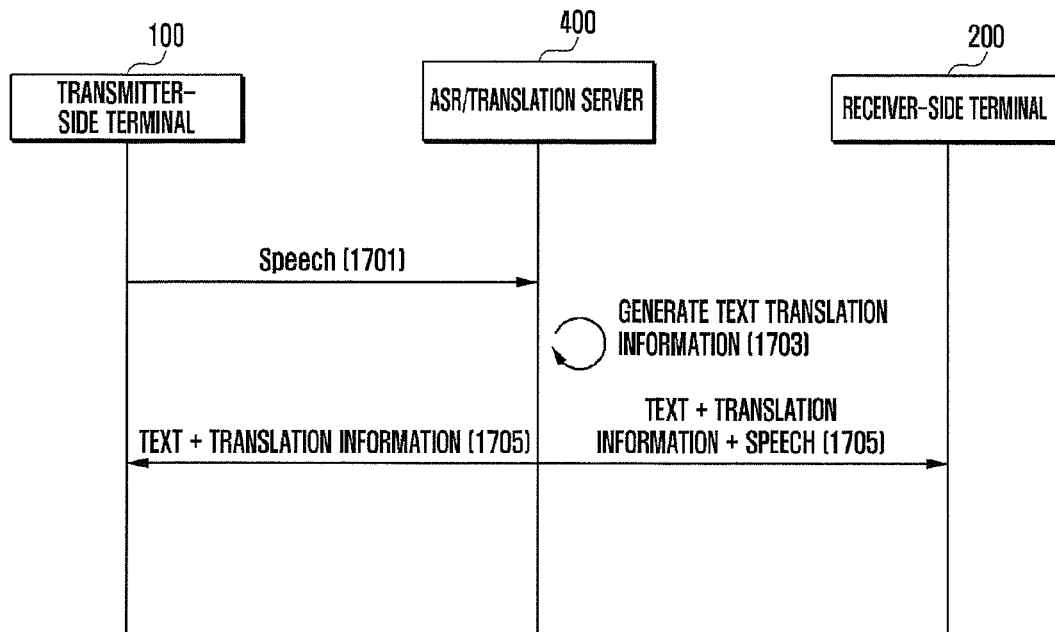 100
400
200
TRANSMITTER-
SIDE TERMINAL
ASR/TRANSLATION SERVER
RECEIVER-SIDE TERMINAL
Speech (1701)
GENERATE TEXT TRANSLATION
INFORMATION (1703)
TEXT + TRANSLATION INFORMATION (1705)
TEXT + TRANSLATION
INFORMATION + SPEECH (1705)